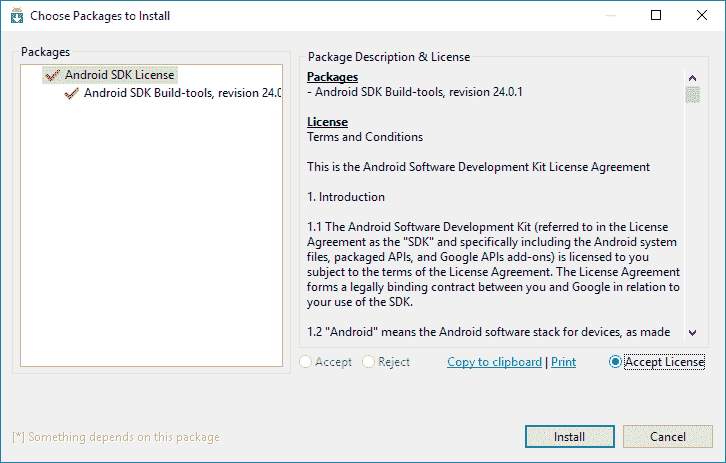 Choose Packages to Install
Packages
Android SDK License
Android SDK Build-tools, revision 24.0
Package Description & License
Packages
- Android SDK Build-tools, revision 24.0.1
License
Terms and Conditions
This is the Android Software Development Kit License Agreement
1. Introduction
1.1 The Android Software Development Kit (referred to in the License
Agreement as the "SDK" and specifically including the Android system
files, packaged APIs, and Google APIs add-ons) is licensed to you
subject to the terms of the License Agreement. The License Agreement
forms a legally binding contract between you and Google in relation to
your use of the SDK.
1.2 "Android" means the Android software stack for devices, as made
Accept Reject Copy to clipboard | Print Accept License
[*] Something depends on this package
Install Cancel